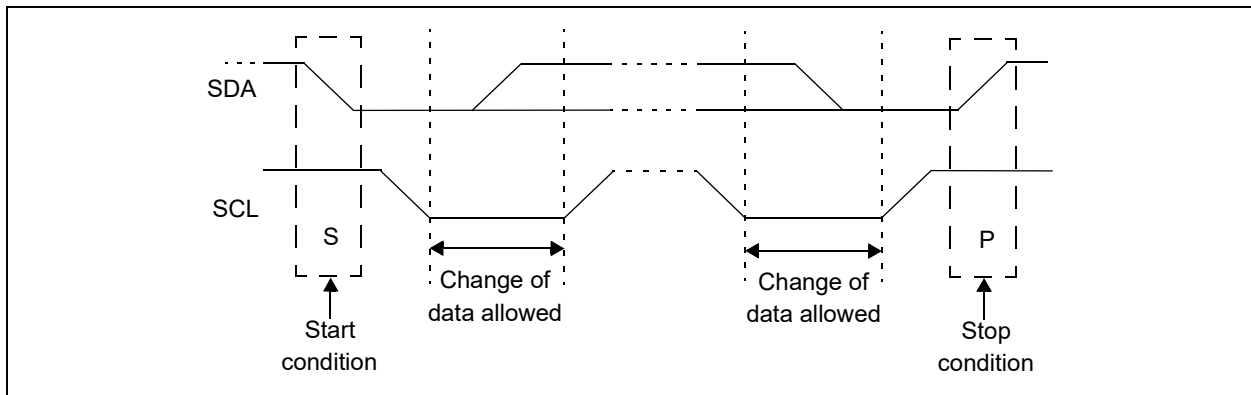 SDA
SCL
S
P
Change of
data allowed
Change of
data allowed
Start
condition
Stop
condition